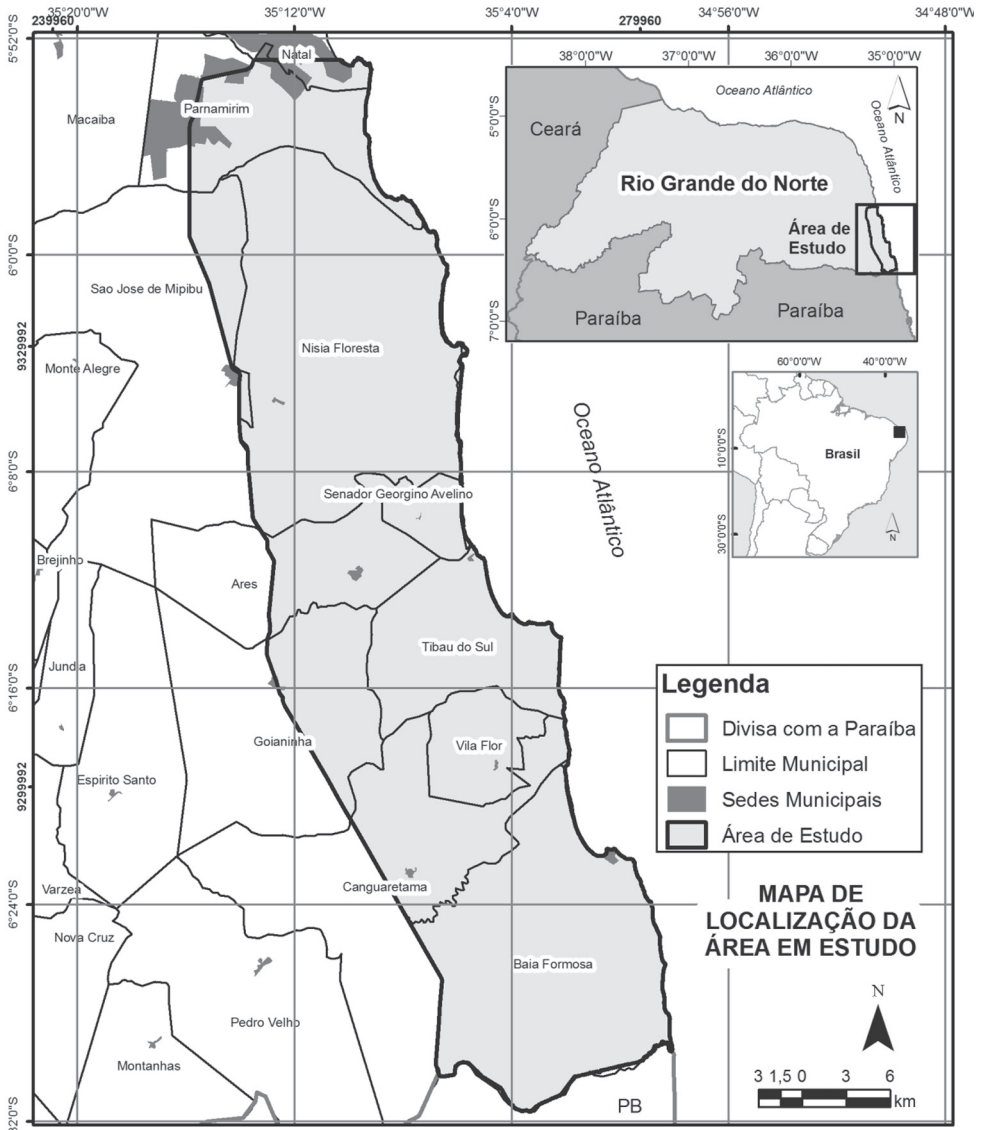 35°20'0"W
35°12'0"W
35°4'0"W
34°56'0"W
34°48'0"W
239960
279960
5°52'0"S
6°0'0"S
9329992
6°8'0"S
6°16'0"S
9299992
6°24'0"S
32'0"S
Natal
Parnamirim
Macaiba
Sao Jose de Mipibu
Nisia Floresta
Monte Alegre
Senador Georgino Avelino
Brejinho
Ares
Tibau do Sul
Jundia
Goianinha
Vila Flor
Espirito Santo
Canguaretama
Varzea
Nova Cruz
Baia Formosa
Pedro Velho
Montanhas
PB
Oceano Atlântico
38°0'0"W
37°0'0"W
36°0'0"W
35°0'0"W
5°0'0"S
6°0'0"S
7°0'0"S
Oceano Atlântico
Oceano Atlântico
N
Ceará
Rio Grande do Norte
Área de
Estudo
Paraíba
Paraíba
60°0'0"W
40°0'0"W
10°0'0"S
30°0'0"S
Brasil
N
Legenda
Divisa com a Paraíba
Limite Municipal
Sedes Municipais
Área de Estudo
MAPA DE
LOCALIZAÇÃO DA
ÁREA EM ESTUDO
N
3 1,5 0 3 6
km